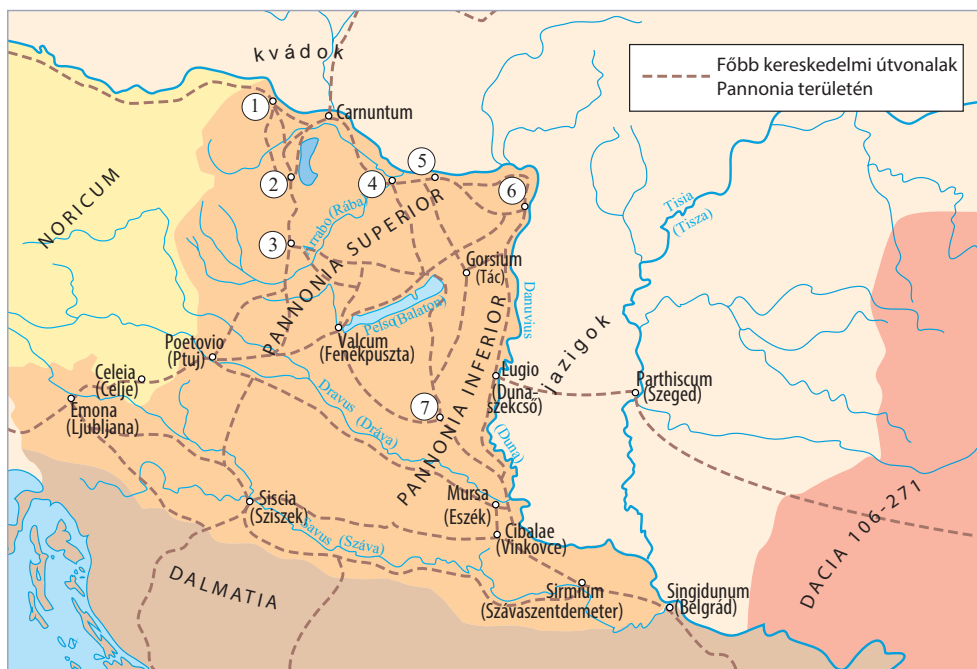 kvádok
Főbb kereskedelmi útvonalak
Pannonia területén
1
Carnuntum
2
4
5
6
NORICUM
Arrabo (Rába)
PANNONIA SUPERIOR
Tisia
(Tisza)
3
Gorsium
(Tác)
Danuvius
Pelso (Balaton)
Valcum
(Fenékpuszta)
Poetovio
(Ptuj)
Celeia
(Celje)
Emona
(Ljubljana)
Dravus (Dráva)
7
PANNONIA INFERIOR
Lugio
(Duna-
szekcső)
jazigok
Parthiscum
(Szeged)
(Duna)
Mursa
(Eszék)
Siscia
(Sziszek)
Savus (Száva)
Cibalae
(Vinkovce)
DALMATIA
Sirmium
(Szávaszentdemeter)
Singidunum
(Belgrád)
DACIA 106-271